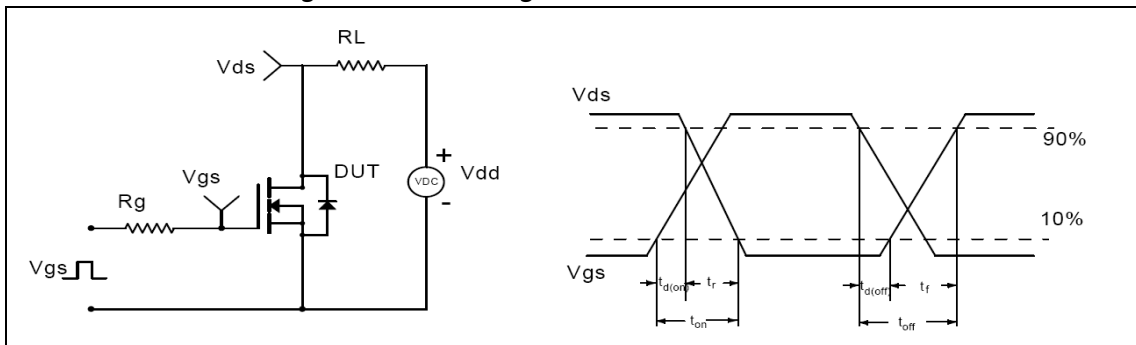 RL
Vds
Vgs
DUT
+
VDC
Vdd
-
Rg
Vgs
Vds
90%
10%
Vgs
td(on)
tr
td(off)
tf
ton
toff